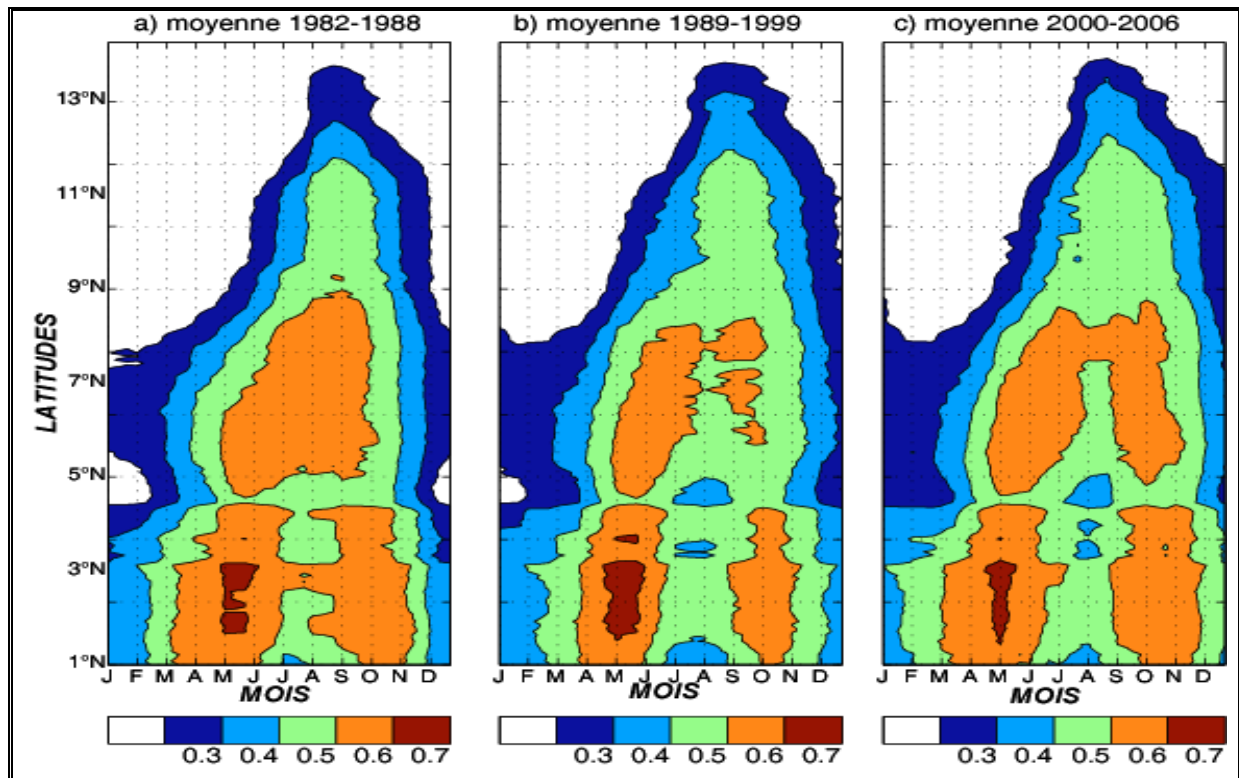 a) moyenne 1982-1988
b) moyenne 1989-1999
c) moyenne 2000-2006
LATITUDES
13°N
11°N
9°N
7°N
5°N
3°N
1°N
J F M A M J J A S O N D
J F M A M J J A S O N D
J F M A M J J A S O N D
MOIS
MOIS
MOIS
0.3 0.4 0.5 0.6 0.7
0.3 0.4 0.5 0.6 0.7
0.3 0.4 0.5 0.6 0.7